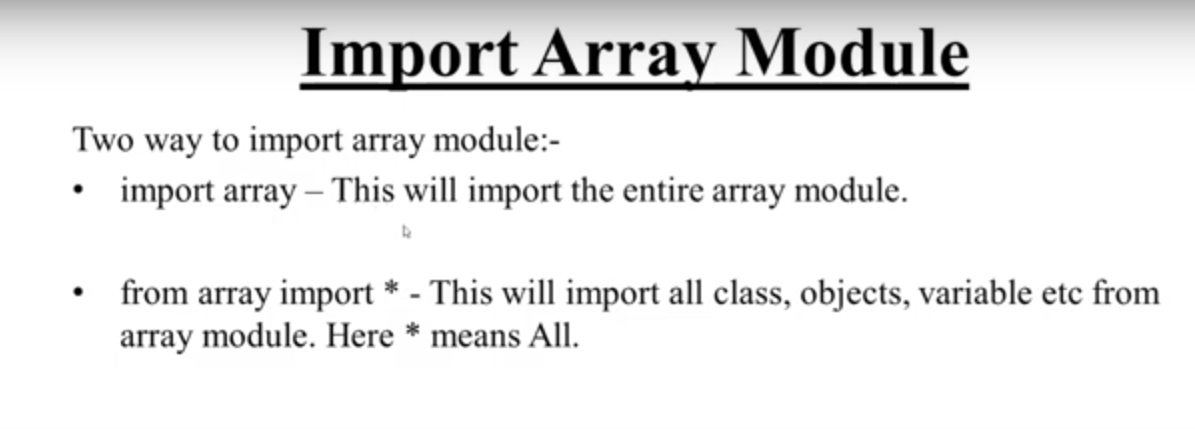 Import Array Module
Two way to import array module:-
• import array – This will import the entire array module.
• from array import * - This will import all class, objects, variable etc from
array module. Here * means All.